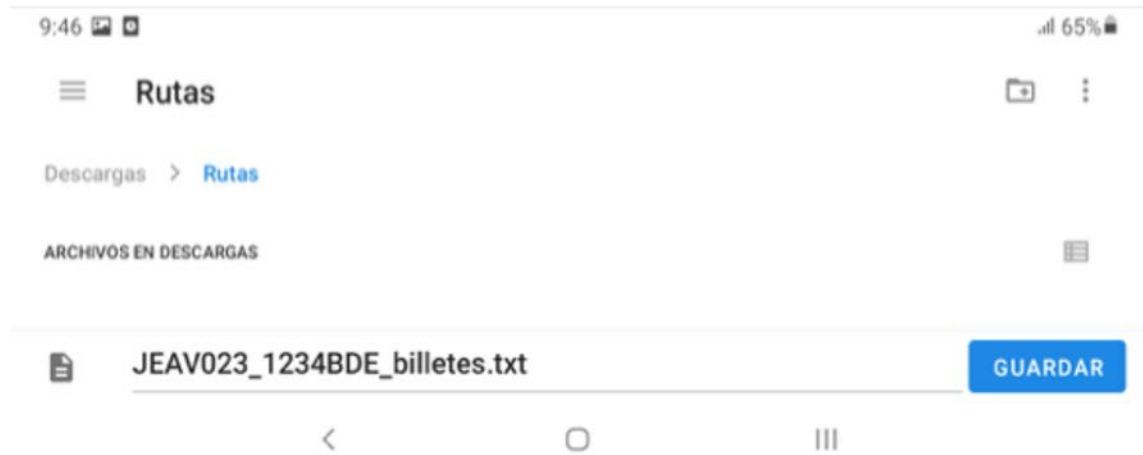 9:46 65%
Rutas
Descargas > Rutas
ARCHIVOS EN DESCARGAS
JEAV023_1234BDE_billetes.txt GUARDAR